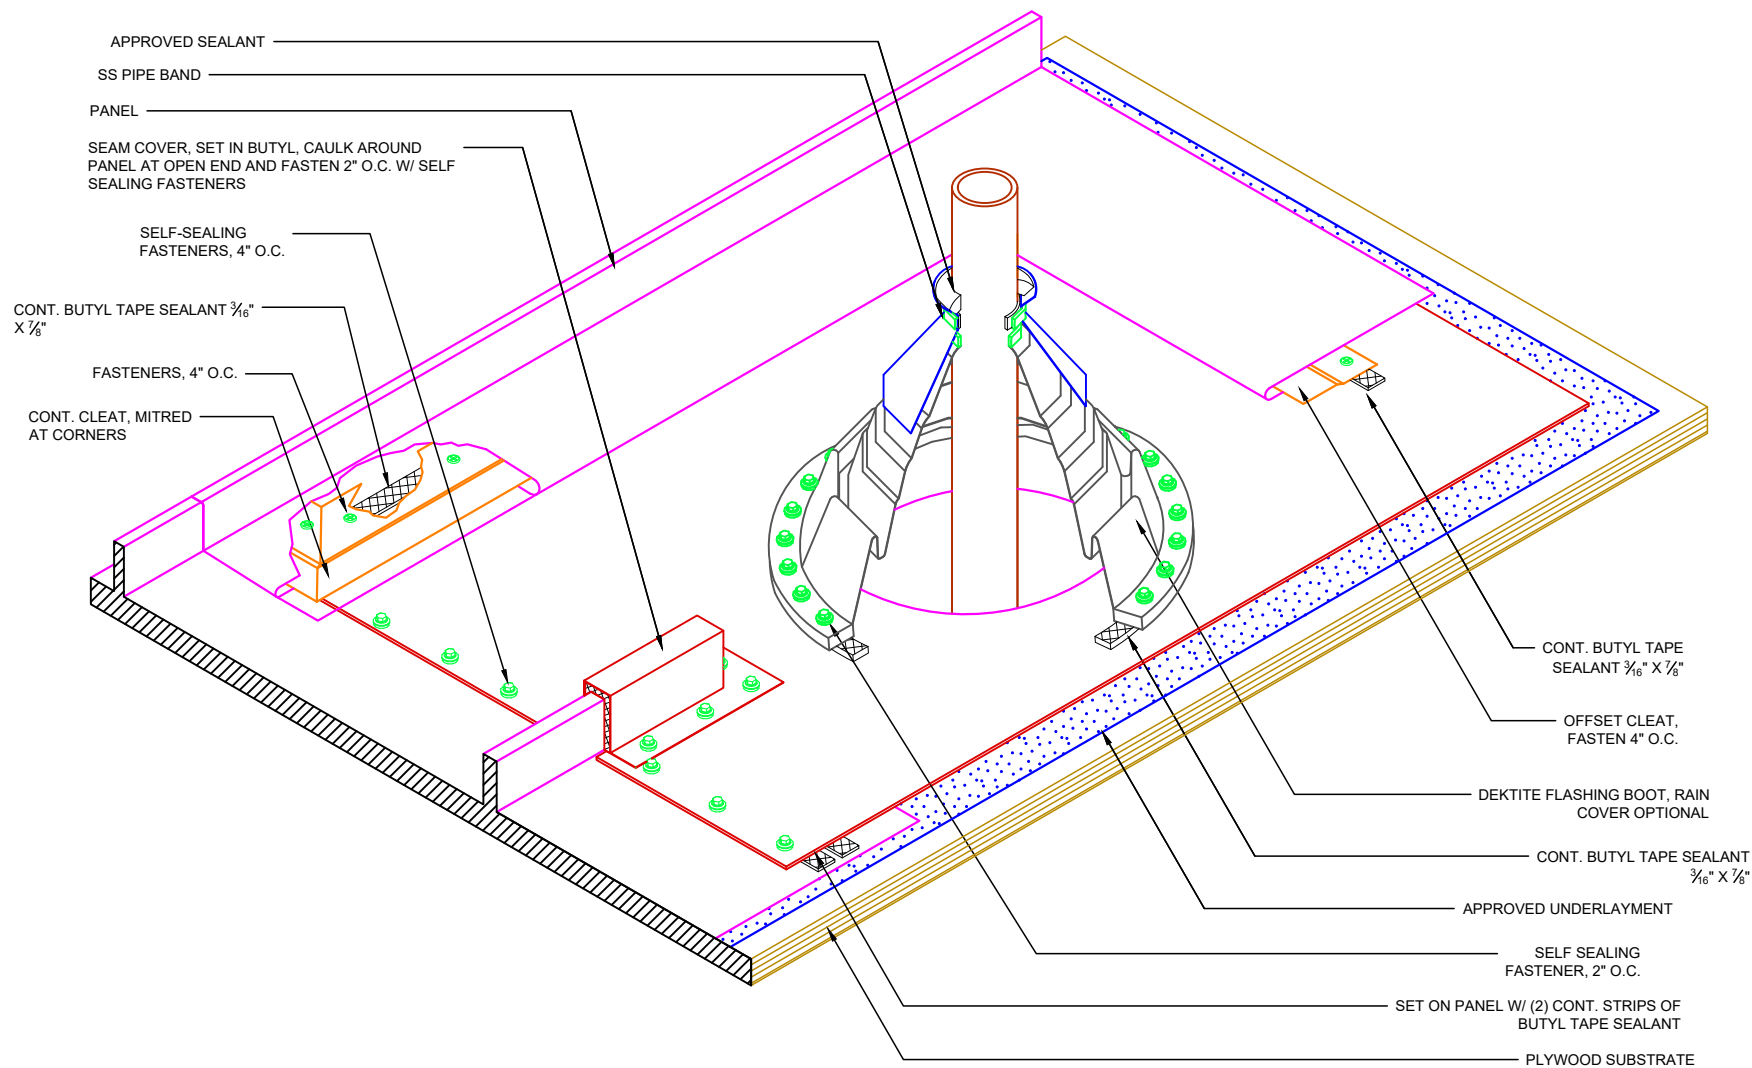 APPROVED SEALANT
SS PIPE BAND
PANEL
SEAM COVER, SET IN BUTYL, CAULK AROUND
PANEL AT OPEN END AND FASTEN 2" O.C. W/ SELF
SEALING FASTENERS
SELF-SEALING
FASTENERS, 4" O.C.
CONT. BUTYL TAPE SEALANT 3⁄16"
X 7⁄8"
FASTENERS, 4" O.C.
CONT. CLEAT, MITRED
AT CORNERS
CONT. BUTYL TAPE
SEALANT 3⁄16" X 7⁄8"
OFFSET CLEAT,
FASTEN 4" O.C.
DEKTITE FLASHING BOOT, RAIN
COVER OPTIONAL
CONT. BUTYL TAPE SEALANT
3⁄16" X 7⁄8"
APPROVED UNDERLAYMENT
SELF SEALING
FASTENER, 2" O.C.
SET ON PANEL W/ (2) CONT. STRIPS OF
BUTYL TAPE SEALANT
PLYWOOD SUBSTRATE